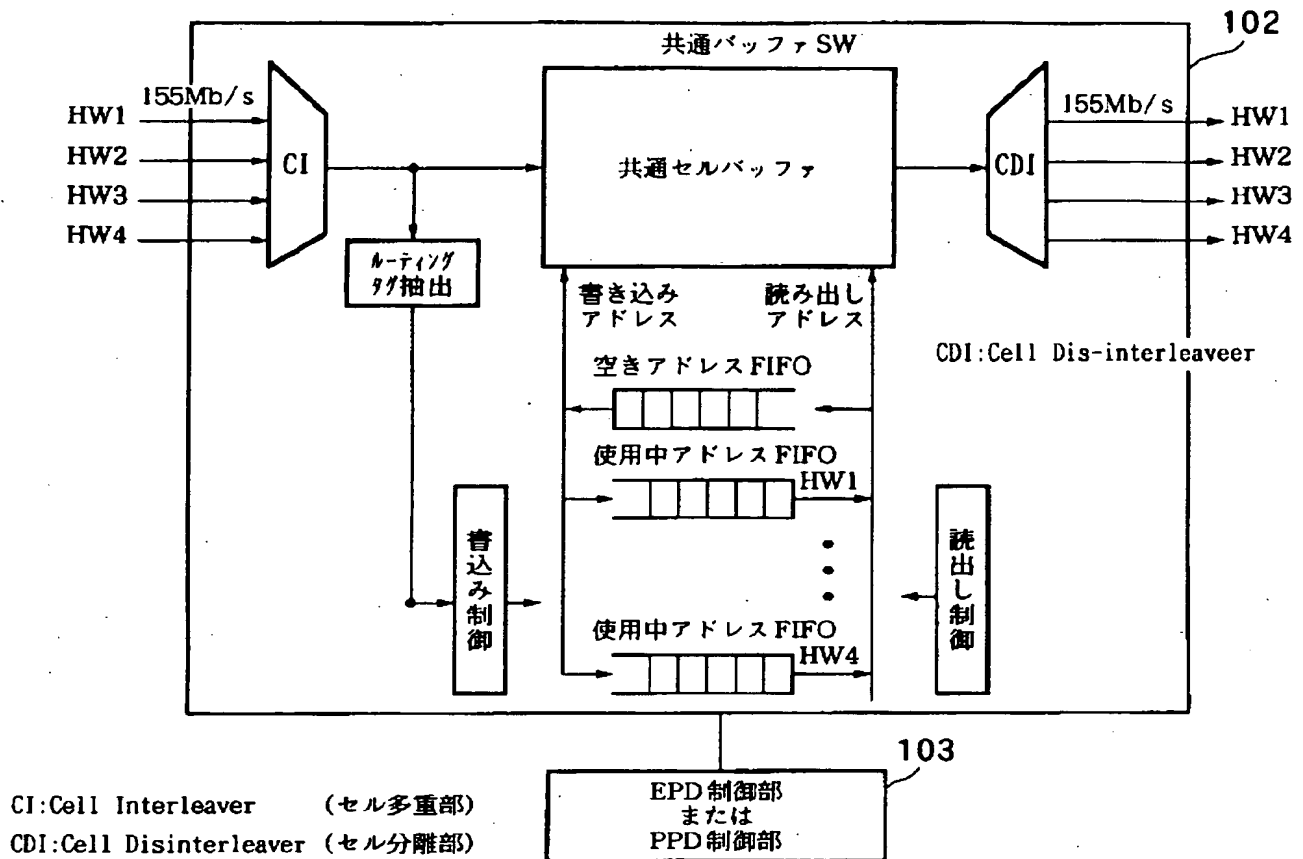 102
共通バッファSW
155Mb/s
HW1
HW2
HW3
HW4
CI
共通セルバッファ
CDI
155Mb/s
HW1
HW2
HW3
HW4
ルーティング
タグ抽出
書き込み
アドレス
読み出し
アドレス
CDI:Cell Dis-interleaveer
空きアドレスFIFO
使用中アドレスFIFO
HW1
書込み制御
読出し制御
使用中アドレスFIFO
HW4
103
EPD制御部
または
PPD制御部
CI:Cell Interleaver (セル多重部)
CDI:Cell Disinterleaver (セル分離部)